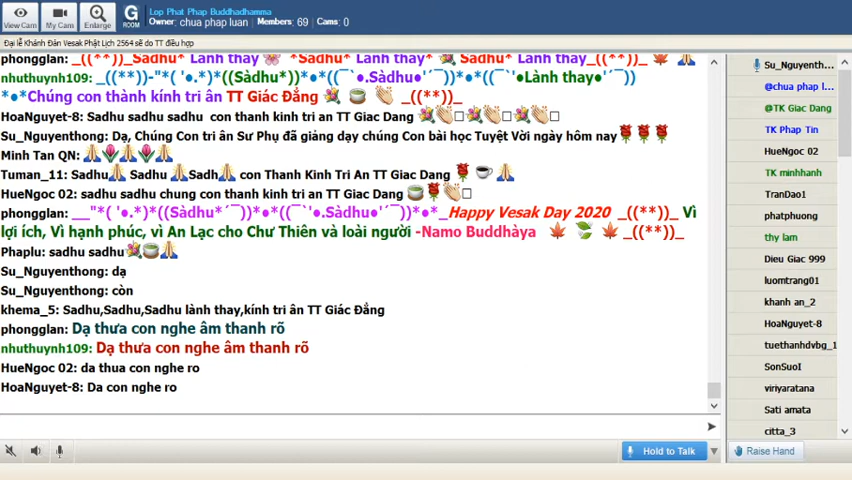 View Cam
My Cam
Enlarge
G
ROOM
Lop Phat Phap Buddhadhamma
Owner: chua phap luan Members: 69 Cams: 0
Đại lễ Khánh Đản Vesak Phật Lịch 2564 sẽ do TT điều hợp
phongglan: _((**))_Sadhu* Lành thay 🌸 *Sadhu* Lành thay*_((**))_ *Sadhu* 💐 Lành thay*_((**))_ 🍁 🙏
nhuthuynh109: _((**))-"*( '●.*)*((Sàdhu*))*●*●((¯`'●.Sàdhu●'´¯))*●*●((¯`'●Lành thay●'´¯))
*●*Chúng con thành kính tri ân TT Giác Đẳng 💐 🍵 👏 _((**))_
HoaNguyet-8: Sadhu sadhu sadhu con thanh kinh tri an TT Giac Dang 💐👏□💐👏□💐👏□
Su_Nguyenthong: Dạ, Chúng Con tri ân Sư Phụ đã giảng dạy chúng Con bài học Tuyệt Vời ngày hôm nay🌹🌹🌹
Minh Tan QN: 🙏🌷🙏🌷🙏
Tuman_11: Sadhu🙏 Sadhu 🙏Sadh🙏 con Thanh Kinh Tri An TT Giac Dang 🌹 ☕ 🙏
HueNgoc 02: sadhu sadhu chung con thanh kinh tri an TT Giac Dang 🍵🌹👏□
phongglan: __"*( '●.*)*((Sàdhu*´¯))*●*((¯`'●.Sàdhu●'´¯))*●*_Happy Vesak Day 2020 _((**))_ Vì
lợi ích, Vì hạnh phúc, vì An Lạc cho Chư Thiên và loài người -Namo Buddhàya 🍁 🍃 🍁 _((**))_
Phaplu: sadhu sadhu💐🍵🙏
Su_Nguyenthong: dạ
Su_Nguyenthong: còn
khema_5: Sadhu,Sadhu,Sadhu lành thay,kính tri ân TT Giác Đẳng
phongglan: Dạ thưa con nghe âm thanh rõ
nhuthuynh109: Dạ thưa con nghe âm thanh rõ
HueNgoc 02: da thua con nghe ro
HoaNguyet-8: Da con nghe ro
Hold to Talk
Su_Nguyenth...
@chua phap l...
@TK Giac Dang
TK Phap Tin
HueNgoc 02
TK minhhanh
TranDao1
phatphuong
thy lam
Dieu Giac 999
luomtrang01
khanh an_2
HoaNguyet-8
tuethanhdvbg_1
SonSuoI
viriyaratana
Sati amata
citta_3
Raise Hand